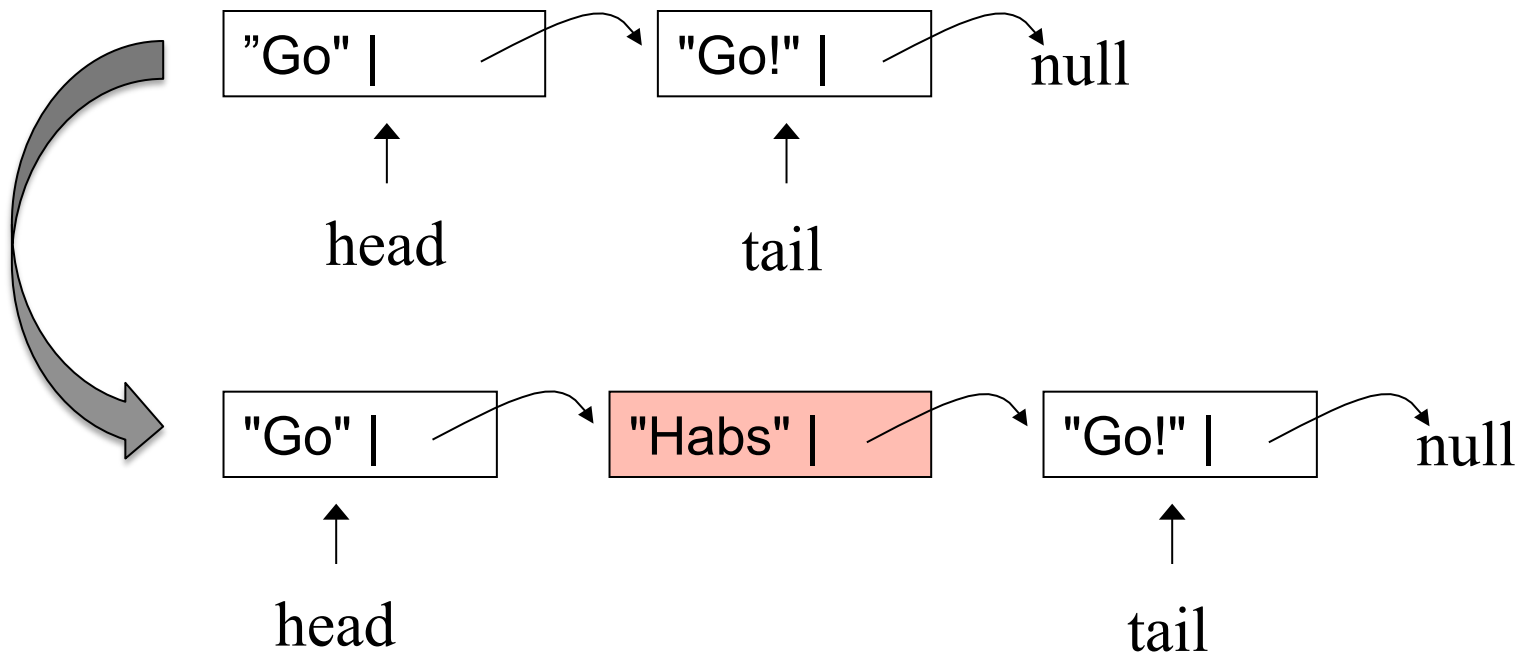 ”Go" | "Go!" | null
head tail
"Go" | "Habs" | "Go!" | null
head tail